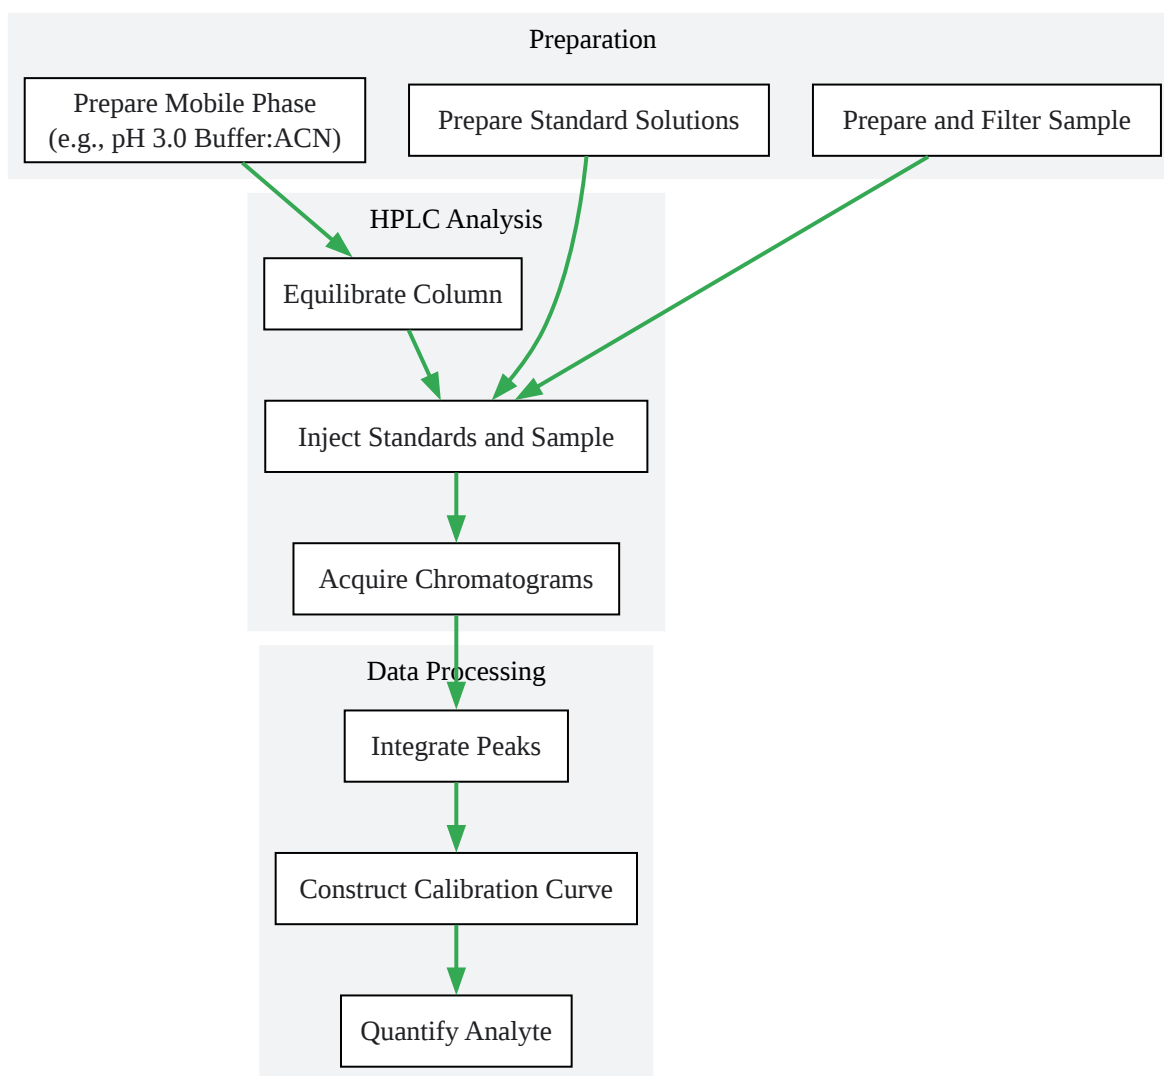 Preparation
Prepare Mobile Phase
(e.g., pH 3.0 Buffer:ACN)
Prepare Standard Solutions
Prepare and Filter Sample
HPLC Analysis
Equilibrate Column
Inject Standards and Sample
Acquire Chromatograms
Data Processing
Integrate Peaks
Construct Calibration Curve
Quantify Analyte